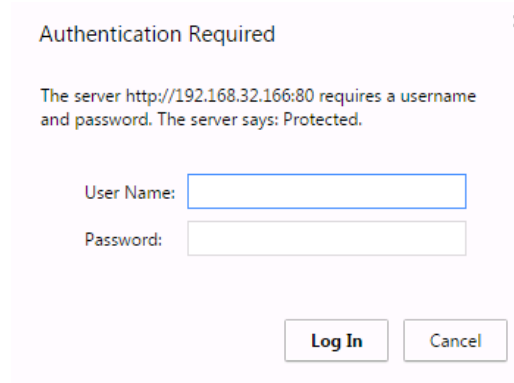 Authentication Required
The server http://192.168.32.166:80 requires a username
and password. The server says: Protected.
User Name:
Password:
Log In
Cancel